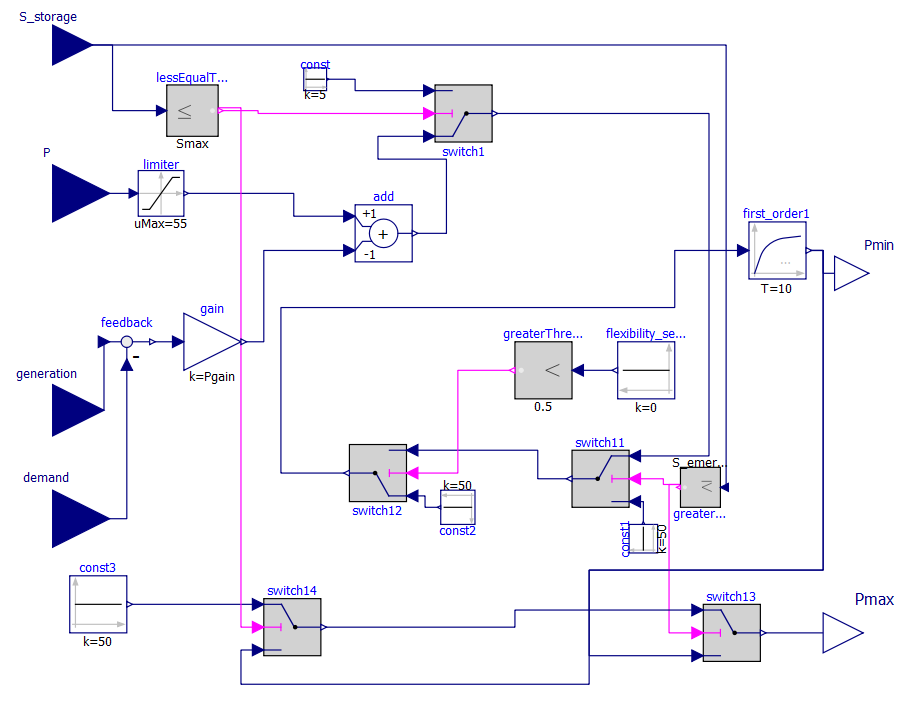 S_storage
lessEqualT...
≤
Smax
const
k=5
switch1
P
limiter
uMax=55
add
+1
+
-1
first_order1
...
T=10
Pmin
gain
k=Pgain
feedback
-
generation
demand
greaterThre...
<
0.5
flexibility_se...
k=0
switch11
S_emer...
≤
greater...
switch12
k=50
const2
const1
k=50
const3
k=50
switch14
switch13
Pmax